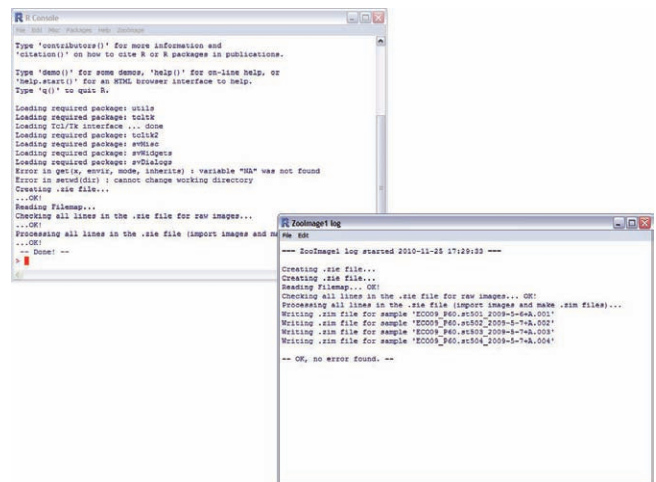 R Console
File Edit Misc Packages Help ZooImage
Type 'contributors()' for more information and
'citation()' on how to cite R or R packages in publications.
Type 'demo()' for some demos, 'help()' for on-line help, or
'help.start()' for an HTML browser interface to help.
Type 'q()' to quit R.
Loading required package: utils
Loading required package: tcltk
Loading Tcl/Tk interface ... done
Loading required package: tcltk2
Loading required package: svMisc
Loading required package: svWidgets
Loading required package: svDialogs
Error in get(x, envir, mode, inherits) : variable "NA" was not found
Error in setwd(dir) : cannot change working directory
Creating .zie file...
...OK!
Reading Filemap...
Checking all lines in the .zie file for raw images...
...OK!
Processing all lines in the .zie file (import images and ma
...OK!
-- Done! --
>
ZooImage1 log
File Edit
--- ZooImage1 log started 2010-11-25 17:29:33 ---
Creating .zie file...
Creating .zie file...
Reading Filemap... OK!
Checking all lines in the .zie file for raw images... OK!
Processing all lines in the .zie file (import images and make .zim files)...
Writing .zim file for sample 'ECO09_P60.st501_2009-5-6+A.001'
Writing .zim file for sample 'ECO09_P60.st502_2009-5-7+A.002'
Writing .zim file for sample 'ECO09_P60.st503_2009-5-7+A.003'
Writing .zim file for sample 'ECO09_P60.st504_2009-5-7+A.004'
-- OK, no error found. --